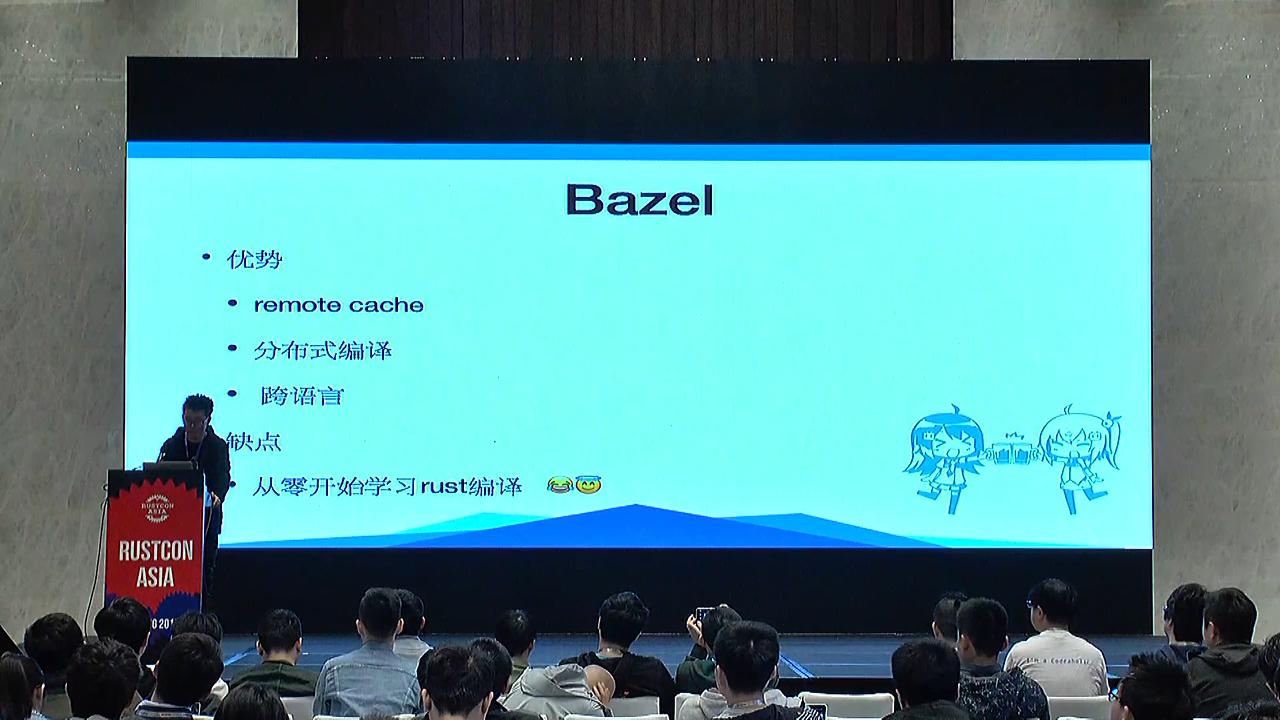 Bazel
优势
remote cache
分布式编译
跨语言
缺点
从零开始学习rust编译 😂😇
RUSTCON
ASIA
RUSTCON
ASIA
I'm a Codeaholic